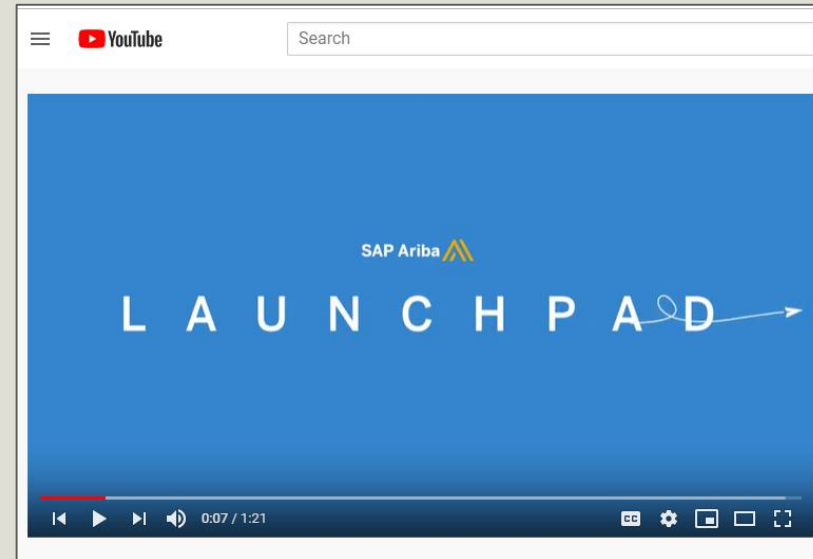 YouTube
Search
SAP Ariba
LAUNCHPAD
0:07 / 1:21
CC